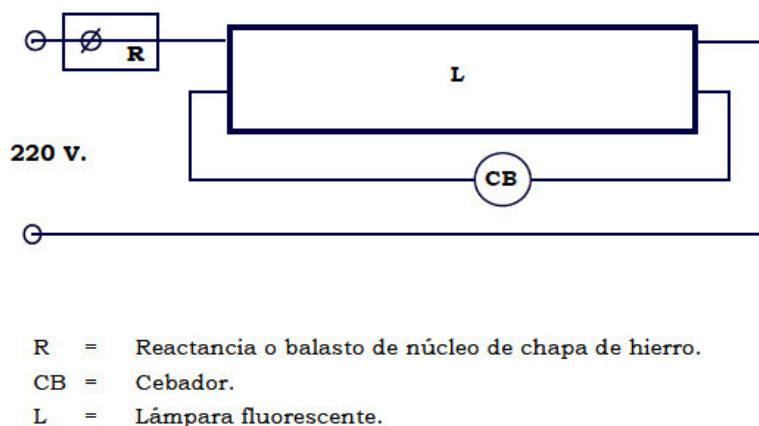 R
L
220 V.
CB
R = Reactancia o balasto de núcleo de chapa de hierro.
CB = Cebador.
L = Lámpara fluorescente.